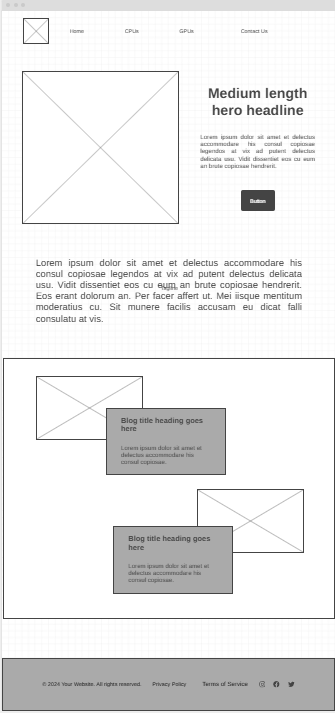 Home CPUs GPUs Contact Us
Medium length
hero headline
Lorem ipsum dolor sit amet delectus
accommodare his consul copiosae
legendos at vix ad putent delectus
delicata usu. Vidit dissentiet eos cu eum
an brute copiosae hendrerit.
Button
Lorem ipsum dolor sit amet et delectus accommodare his
consul copiosae legendos at vix ad putent delectus delicata
usu. Vidit dissentiet eos cu eum an brute copiosae hendrerit.
Eos erant dolorum an. Per facer affert ut. Mei iisque mentitum
moderatius cu. Sit munere facilis accusam eu dicat falli
consulatu at vis.
Blog title heading goes
here
Lorem ipsum dolor sit amet et
delectus accommodare his
consul copiosae.
Blog title heading goes
here
Lorem ipsum dolor sit amet et
delectus accommodare his
consul copiosae.
© 2024 Your Website. All rights reserved. Privacy Policy Terms of Service